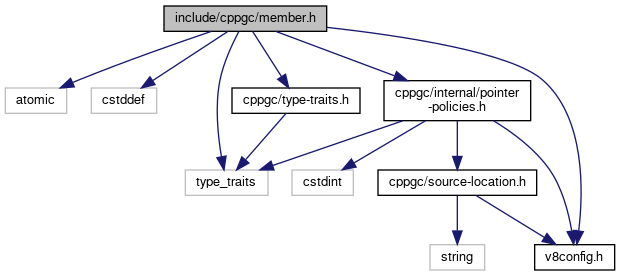 include/cppgc/member.h
atomic
cstddef
cppgc/type-traits.h
cppgc/internal/pointer
-policies.h
type_traits
cstdint
cppgc/source-location.h
string
v8config.h